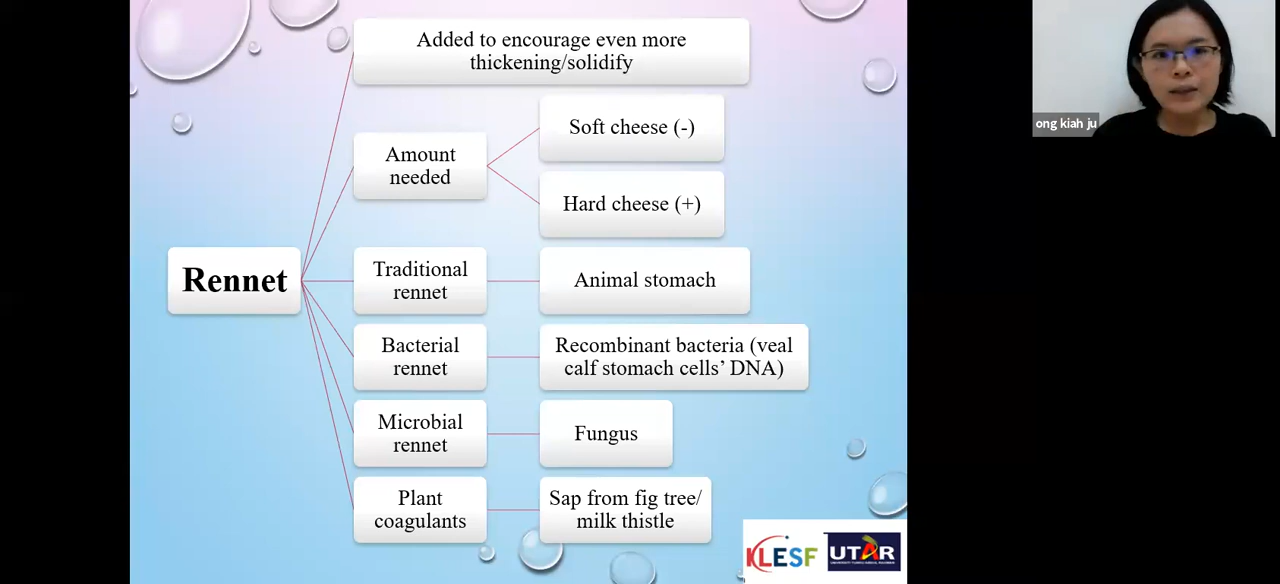 Added to encourage even more
thickening/solidify
Soft cheese (-)
Amount
needed
Hard cheese (+)
Rennet
Traditional
rennet
Animal stomach
Bacterial
rennet
Recombinant bacteria (veal
calf stomach cells’ DNA)
Microbial
rennet
Fungus
Plant
coagulants
Sap from fig tree/
milk thistle
KLESF
UTAR
ong kiah ju